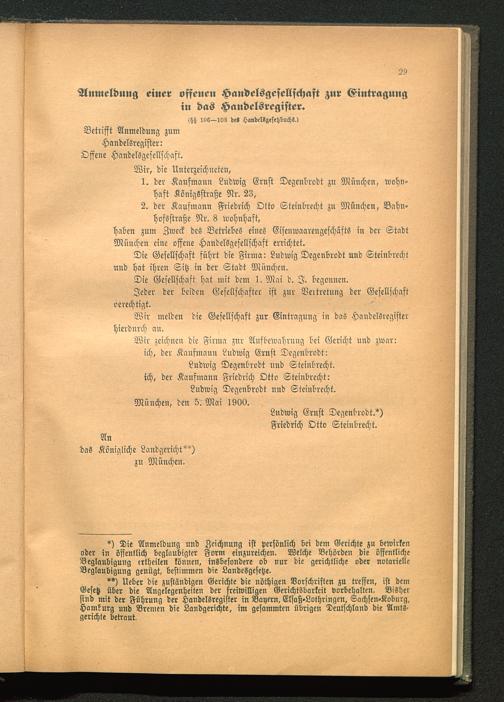 29
Anmeldung einer offenen Handelsgesellschaft zur Eintragung
in das Handelsregister.
(§§ 106—108 des Handelsgesetzbuchs.)
Betrifft Anmeldung zum
Handelsregister:
Offene Handelsgesellschaft.
Wir, die Unterzeichneten,
1. der Kaufmann Ludwig Ernst Degenbrodt zu München, wohn-
haft Königstraße Nr. 23,
2. der Kaufmann Friedrich Otto Steinbrecht zu München, Bahn-
hofsstraße Nr. 8 wohnhaft,
haben zum Zweck des Betriebes eines Eisenwaarengeschäfts in der Stadt
München eine offene Handelsgesellschaft errichtet.
Die Gesellschaft führt die Firma: Ludwig Degenbrodt und Steinbrecht
und hat ihren Sitz in der Stadt München.
Die Gesellschaft hat mit dem 1. Mai d. J. begonnen.
Jeder der beiden Gesellschafter ist zur Vertretung der Gesellschaft
berechtigt.
Wir melden die Gesellschaft zur Eintragung in das Handelsregister
hierdurch an.
Wir zeichnen die Firma zur Aufbewahrung bei Gericht und zwar:
ich, der Kaufmann Ludwig Ernst Degenbrodt:
Ludwig Degenbrodt und Steinbrecht.
ich, der Kaufmann Friedrich Otto Steinbrecht:
Ludwig Degenbrodt und Steinbrecht.
München, den 5. Mai 1900.
Ludwig Ernst Degenbrodt.*)
Friedrich Otto Steinbrecht.
An
das Königliche Landgericht**)
zu München.
*) Die Anmeldung und Zeichnung ist persönlich bei dem Gerichte zu bewirken
oder in öffentlich beglaubigter Form einzureichen. Welche Behörden die öffentliche
Beglaubigung ertheilen können, insbesondere ob nur die gerichtliche oder notarielle
Beglaubigung genügt, bestimmen die Landesgesetze.
**) Ueber die zuständigen Gerichte die nöthigen Vorschriften zu treffen, ist dem
Gesetz über die Angelegenheiten der freiwilligen Gerichtsbarkeit vorbehalten. Bisher
sind mit der Führung der Handelsregister in Bayern, Elsaß-Lothringen, Sachsen-Koburg,
Hamburg und Bremen die Landgerichte, im gesammten übrigen Deutschland die Amts-
gerichte betraut.